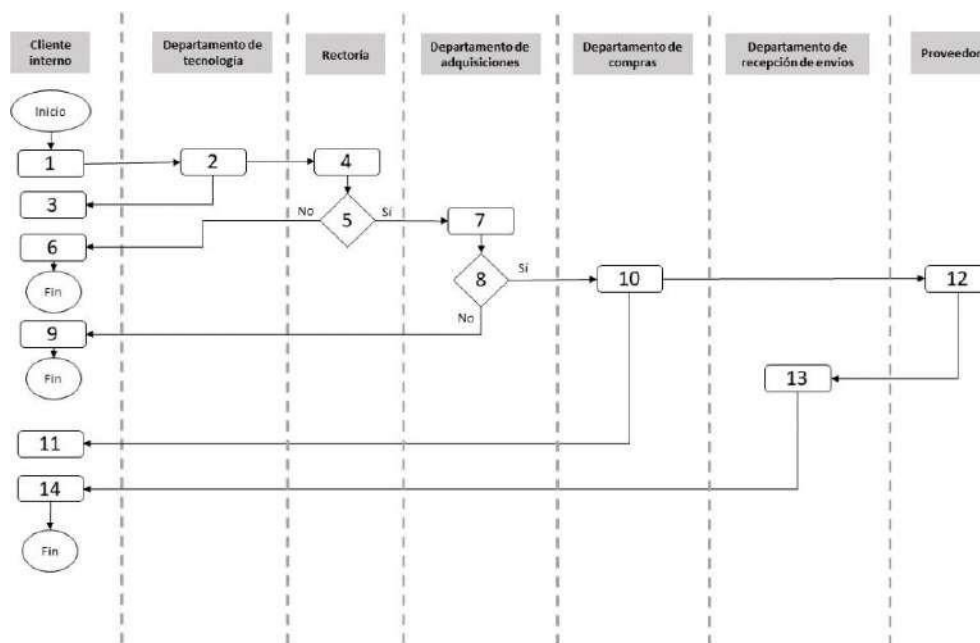 Cliente
interno
Departamento de
tecnología
Rectoría
Departamento de
adquisiciones
Departamento de
compras
Departamento de
recepción de envíos
Proveedor
Inicio
1
2
4
3
No
5
Sí
7
6
8
Sí
10
12
Fin
No
9
Fin
13
11
14
Fin